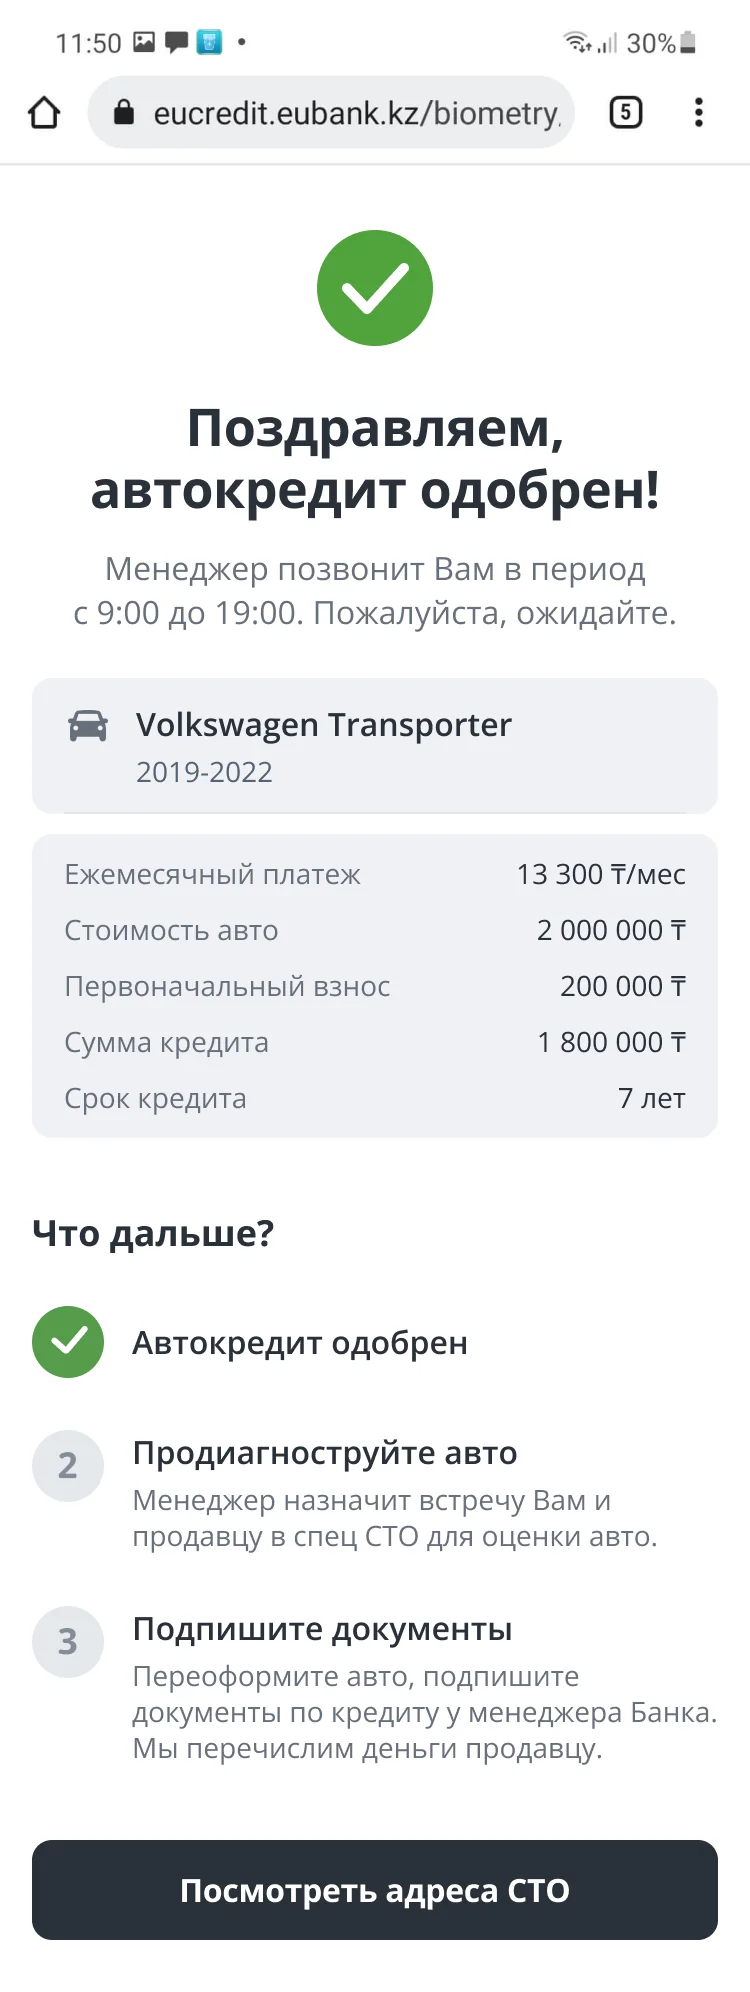 11:50
30%
eucredit.eubank.kz/biometry
5
Поздравляем,
автокредит одобрен!
Менеджер позвонит Вам в период
с 9:00 до 19:00. Пожалуйста, ожидайте.
Volkswagen Transporter
2019-2022
Ежемесячный платеж 13 300 ₸/мес
Стоимость авто 2 000 000 ₸
Первоначальный взнос 200 000 ₸
Сумма кредита 1 800 000 ₸
Срок кредита 7 лет
Что дальше?
Автокредит одобрен
2 Продиагноструйте авто
Менеджер назначит встречу Вам и
продавцу в спец СТО для оценки авто.
3 Подпишите документы
Переоформите авто, подпишите
документы по кредиту у менеджера Банка.
Мы перечислим деньги продавцу.
Посмотреть адреса СТО